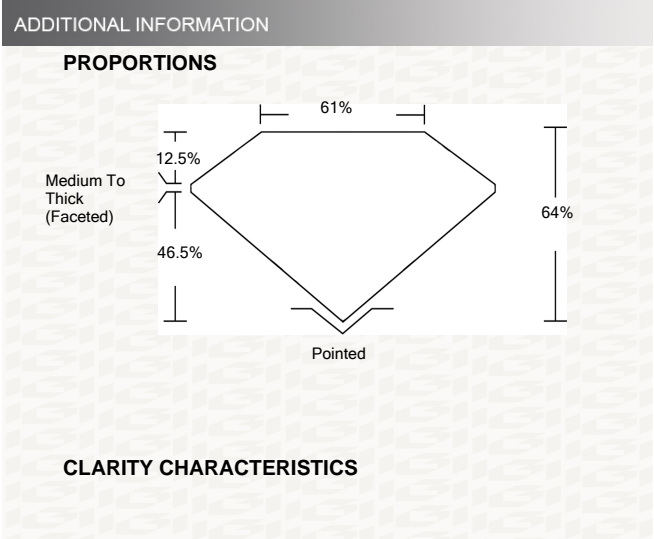 ADDITIONAL INFORMATION
PROPORTIONS
61%
12.5%
Medium To
Thick
(Faceted)
64%
46.5%
Pointed
CLARITY CHARACTERISTICS